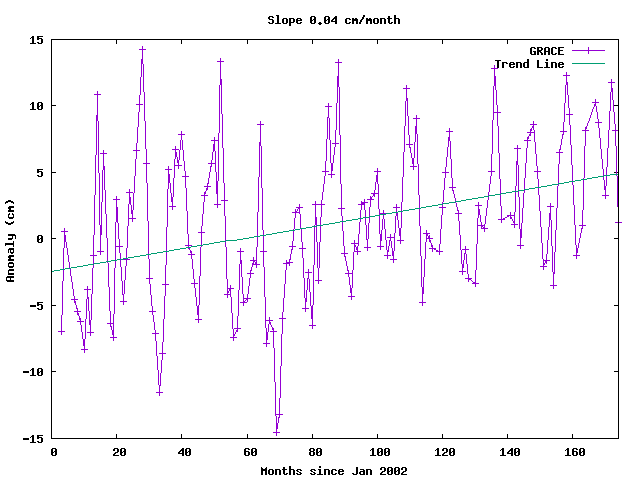 Slope 0.04 cm/month
GRACE
Trend Line
15
10
5
0
-5
-10
-15
Anomaly (cm)
0 20 40 60 80 100 120 140 160
Months since Jan 2002